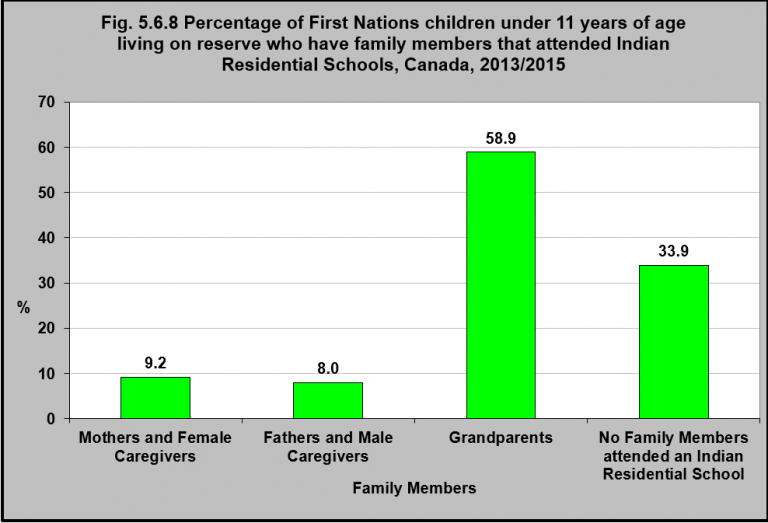 Fig. 5.6.8 Percentage of First Nations children under 11 years of age
living on reserve who have family members that attended Indian
Residential Schools, Canada, 2013/2015
70
60
50
40
30
20
10
0
%
9.2
8.0
58.9
33.9
Mothers and Female
Caregivers
Fathers and Male
Caregivers
Grandparents
No Family Members
attended an Indian
Residential School
Family Members